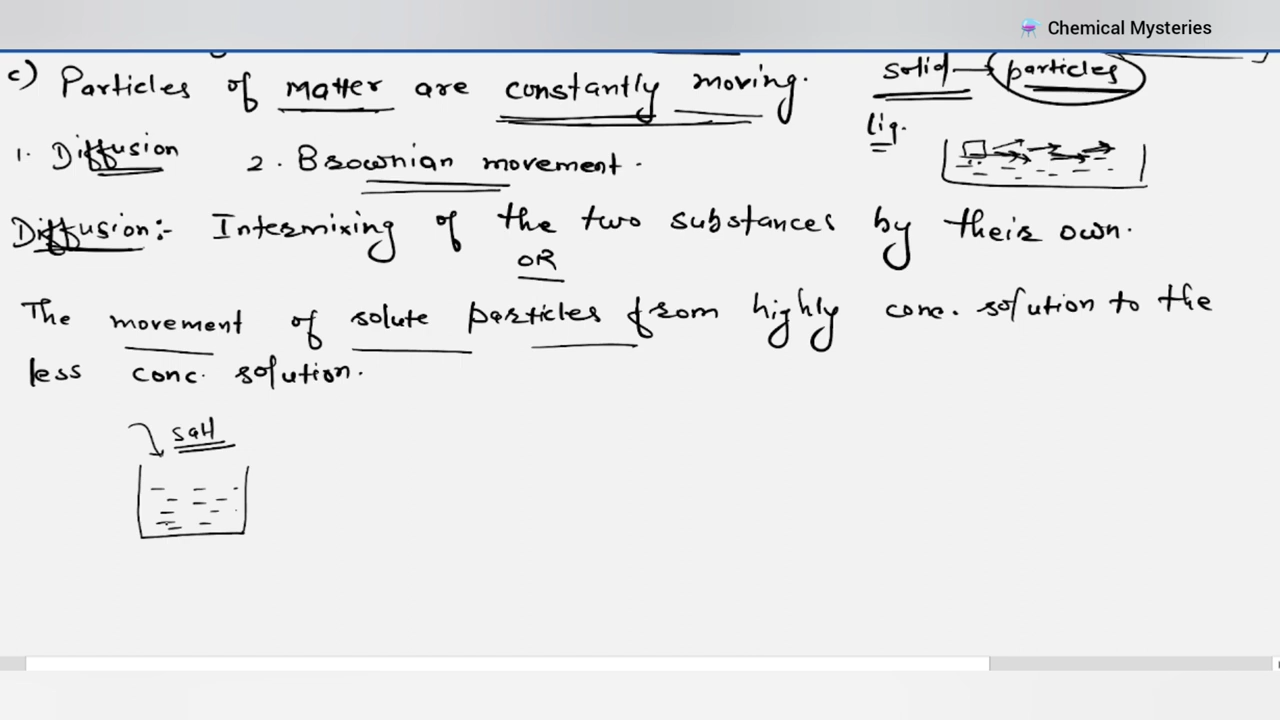 Chemical Mysteries
c) Particles of matter are constantly moving.
solid → particles
liq.
1. Diffusion 2. Brownian movement.
Diffusion:- Intermixing of the two substances by their own.
OR
The movement of solute particles from highly conc. solution to the
less conc. solution.
salt